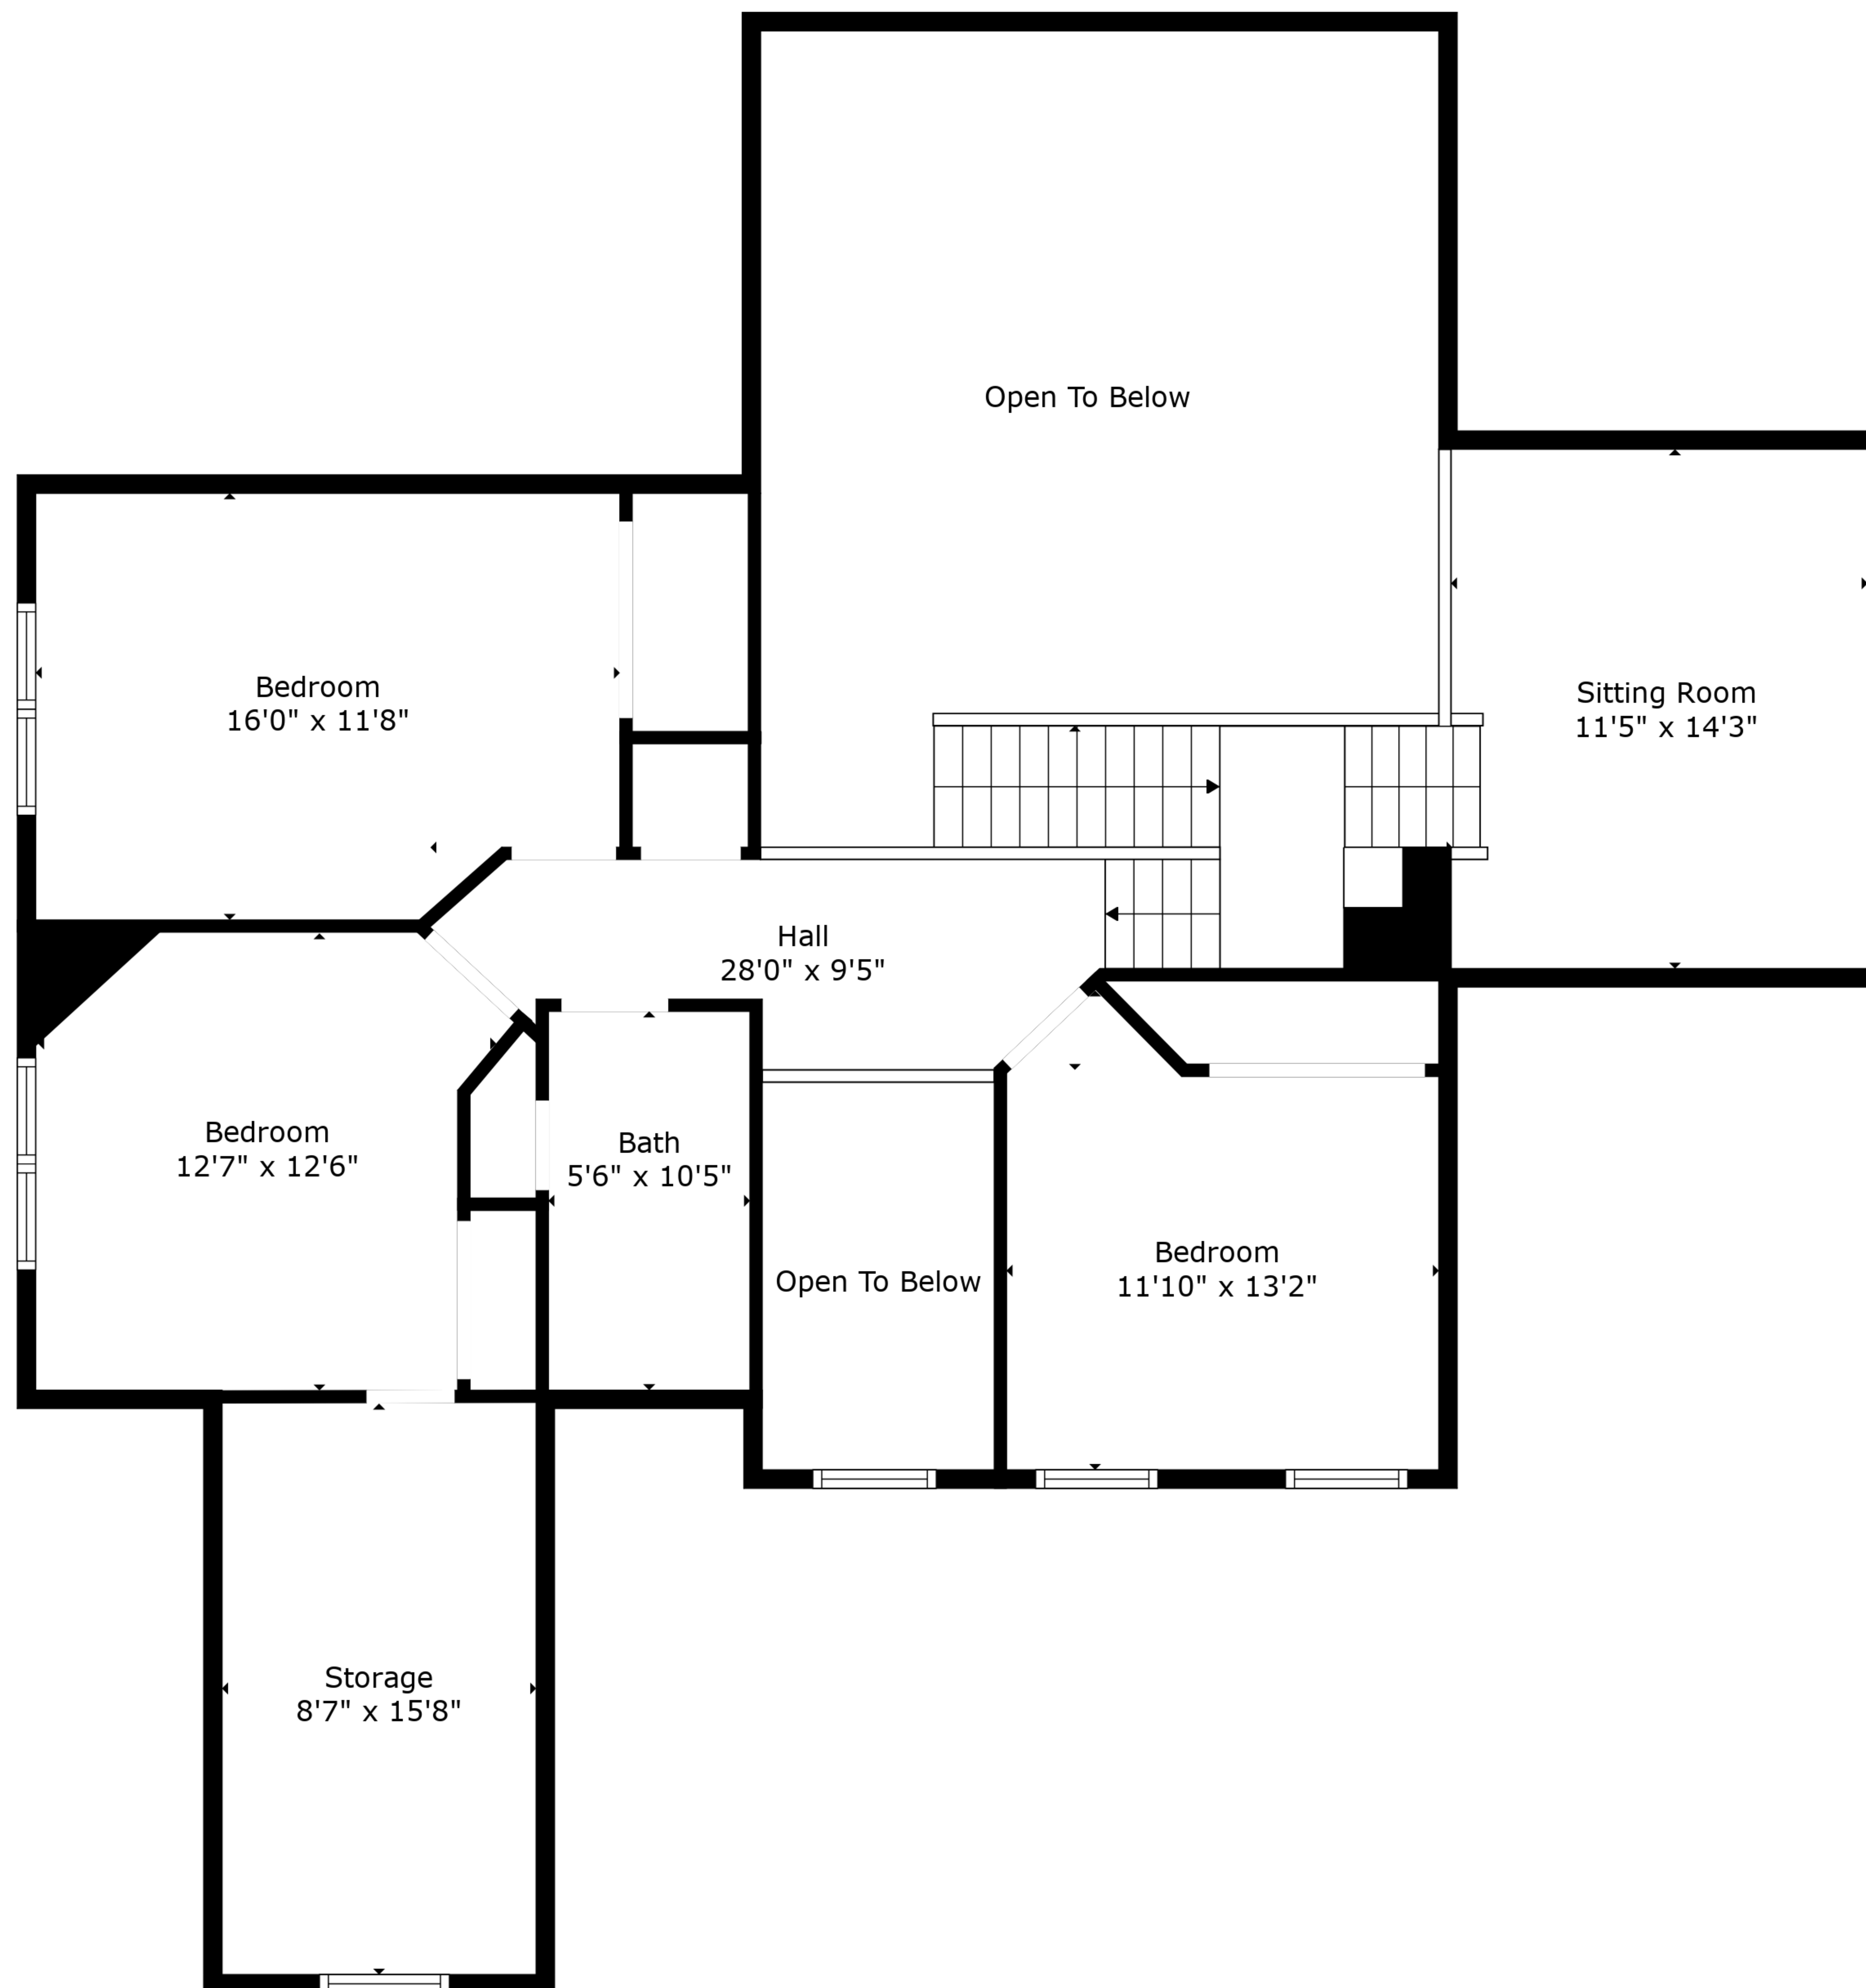 Open To Below
Bedroom
16'0" x 11'8"
Sitting Room
11'5" x 14'3"
Hall
28'0" x 9'5"
Bedroom
12'7" x 12'6"
Bath
5'6" x 10'5"
Open To Below
Bedroom
11'10" x 13'2"
Storage
8'7" x 15'8"